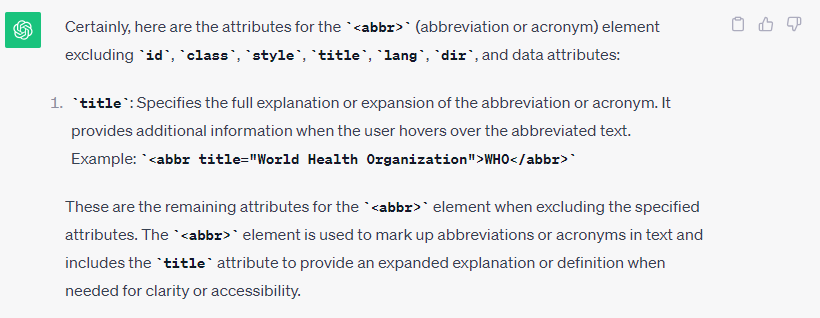 Certainly, here are the attributes for the `<abbr>` (abbreviation or acronym) element
excluding `id`, `class`, `style`, `title`, `lang`, `dir`, and data attributes:
1. `title`: Specifies the full explanation or expansion of the abbreviation or acronym. It
provides additional information when the user hovers over the abbreviated text.
Example: `<abbr title="World Health Organization">WHO</abbr>`
These are the remaining attributes for the `<abbr>` element when excluding the specified
attributes. The `<abbr>` element is used to mark up abbreviations or acronyms in text and
includes the `title` attribute to provide an expanded explanation or definition when
needed for clarity or accessibility.